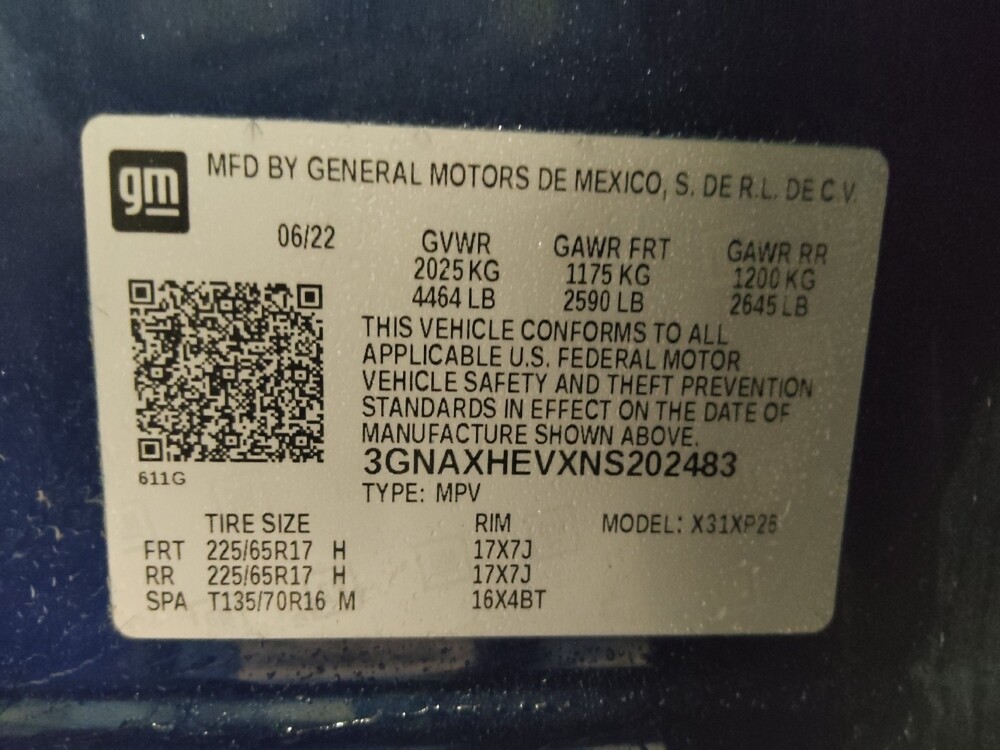 gm
MFD BY GENERAL MOTORS DE MEXICO, S. DE R.L. DE C.V.
06/22 GVWR GAWR FRT GAWR RR
2025 KG 1175 KG 1200 KG
4464 LB 2590 LB 2645 LB
THIS VEHICLE CONFORMS TO ALL
APPLICABLE U.S. FEDERAL MOTOR
VEHICLE SAFETY AND THEFT PREVENTION
STANDARDS IN EFFECT ON THE DATE OF
MANUFACTURE SHOWN ABOVE.
3GNAXHEVXNS202483
611G
TYPE: MPV
TIRE SIZE RIM MODEL: X31XP26
FRT 225/65R17 H 17X7J
RR 225/65R17 H 17X7J
SPA T135/70R16 M 16X4BT